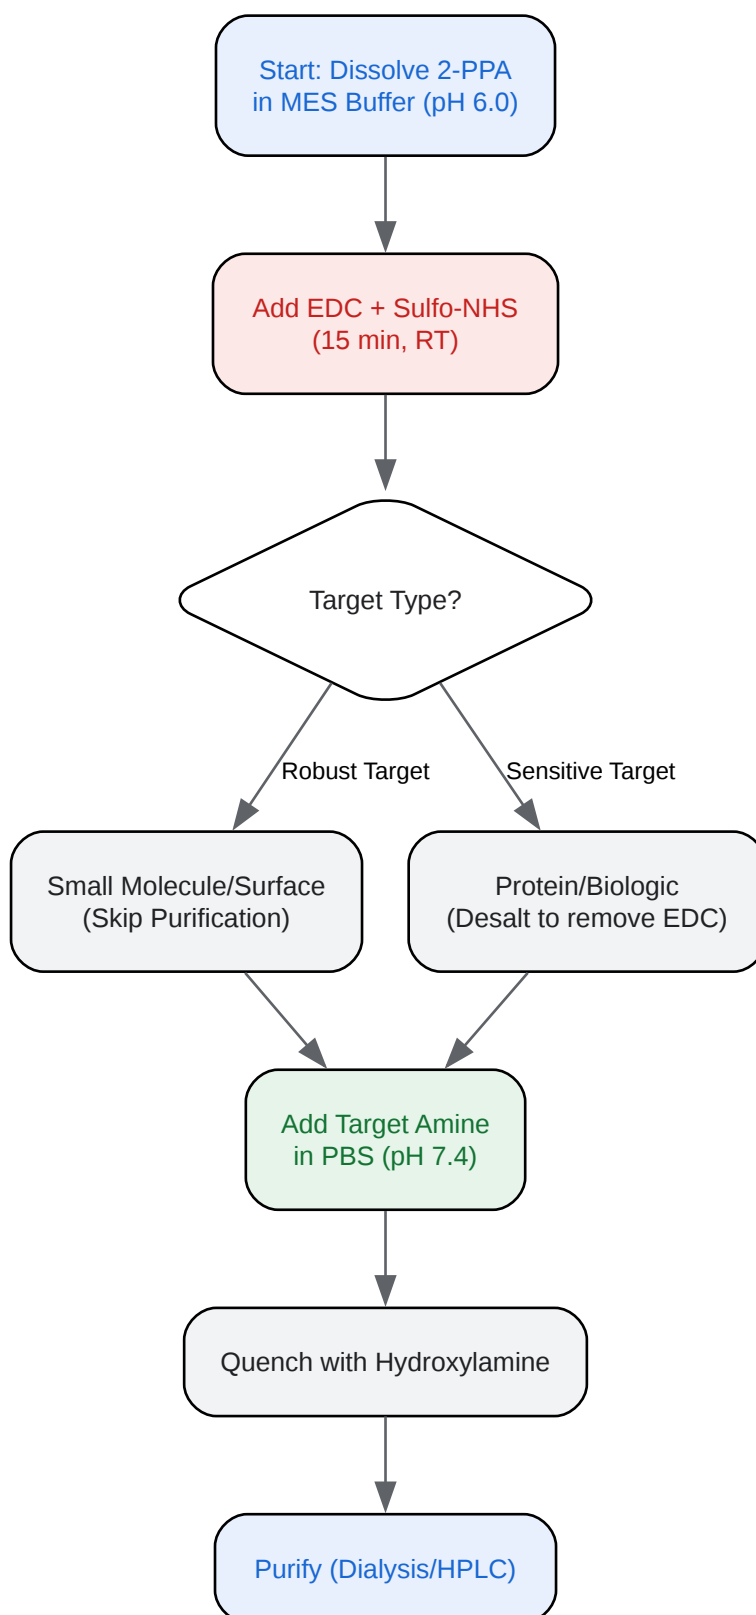 Start: Dissolve 2-PPA
in MES Buffer (pH 6.0)
Add EDC + Sulfo-NHS
(15 min, RT)
Target Type?
Robust Target
Sensitive Target
Small Molecule/Surface
(Skip Purification)
Protein/Biologic
(Desalt to remove EDC)
Add Target Amine
in PBS (pH 7.4)
Quench with Hydroxylamine
Purify (Dialysis/HPLC)